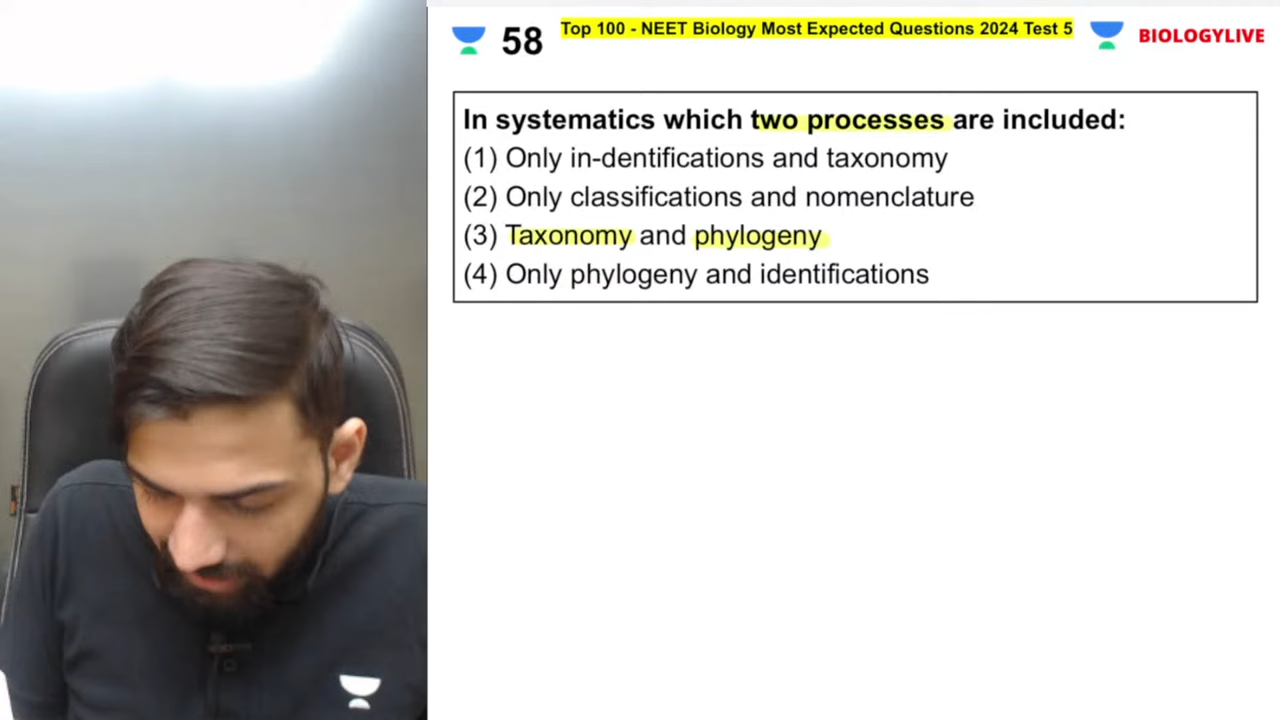 58
Top 100 - NEET Biology Most Expected Questions 2024 Test 5
BIOLOGYLIVE
In systematics which two processes are included:
(1) Only in-dentifications and taxonomy
(2) Only classifications and nomenclature
(3) Taxonomy and phylogeny
(4) Only phylogeny and identifications